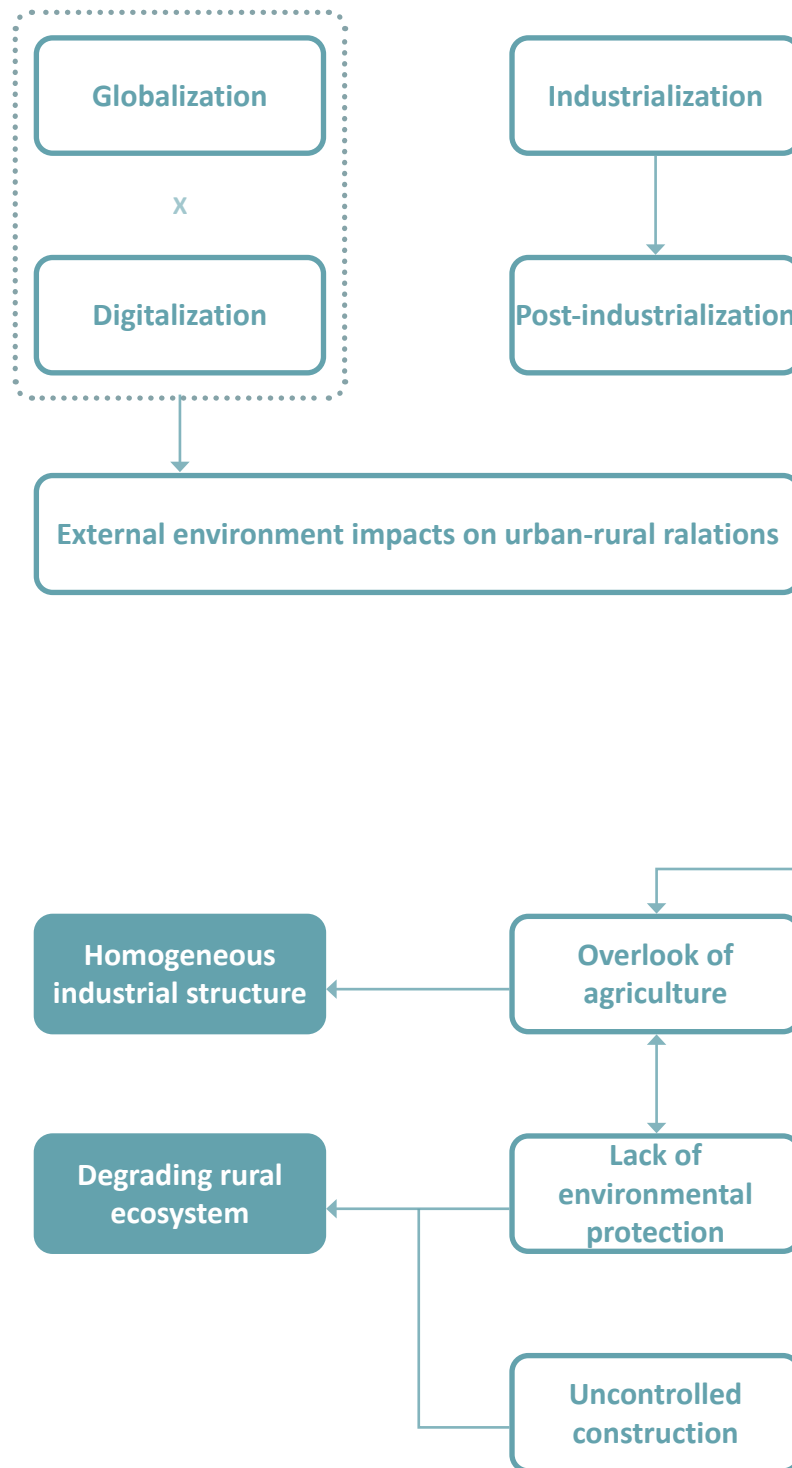 Globalization
Industrialization
x
Digitalization
Post-industrialization
External environment impacts on urban-rural ralations
Homogeneous
industrial structure
Overlook of
agriculture
Degrading rural
ecosystem
Lack of
environmental
protection
Uncontrolled
construction